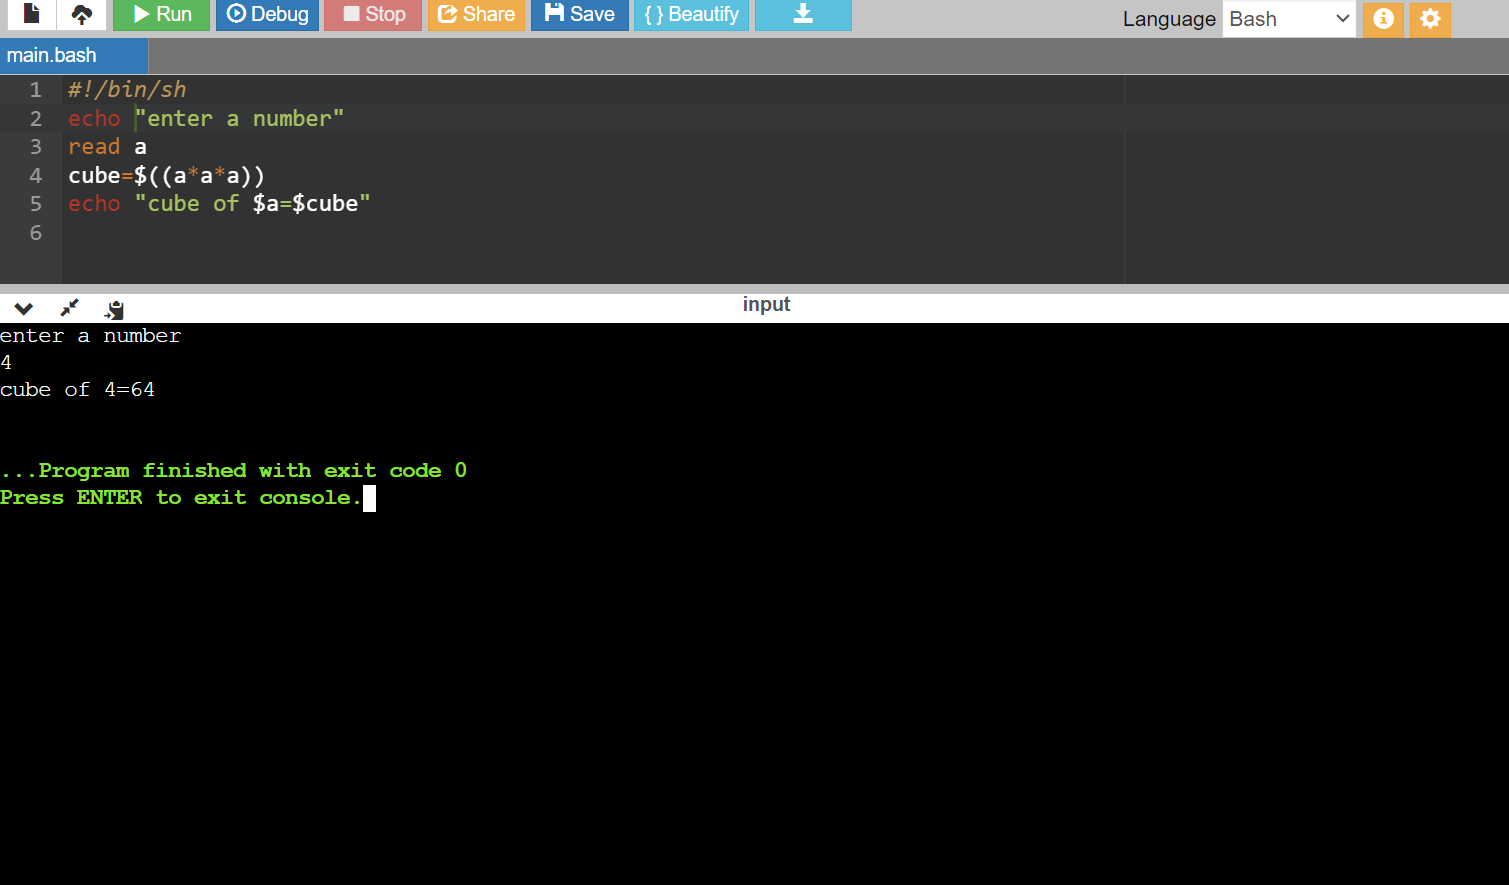 Run Debug Stop Share Save {} Beautify Language Bash
main.bash
1 #!/bin/sh
2 echo "enter a number"
3 read a
4 cube=$((a*a*a))
5 echo "cube of $a=$cube"
6
input
enter a number
4
cube of 4=64
...Program finished with exit code 0
Press ENTER to exit console.